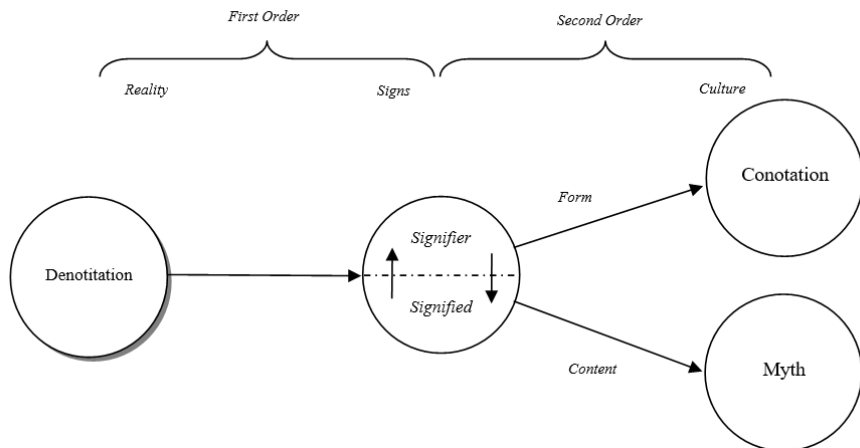 First Order
Second Order
Reality
Signs
Culture
Conotation
Form
Signifier
Denotitation
Signified
Content
Myth